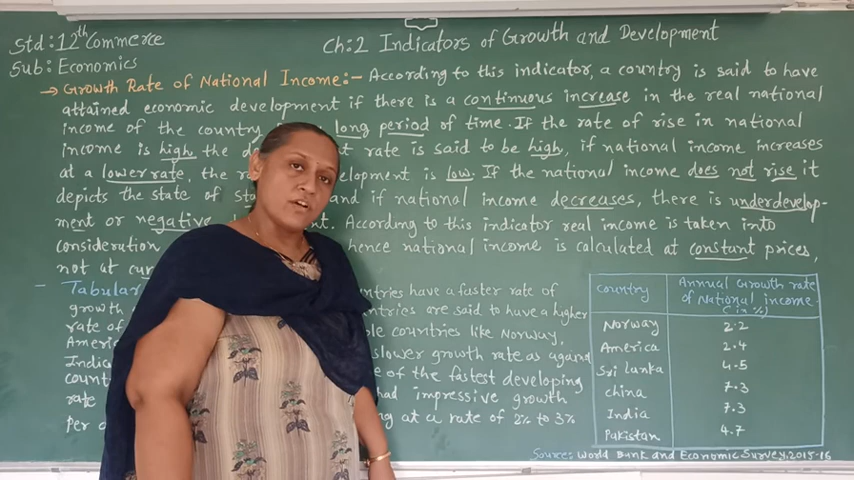 Std: 12th Commerce
Sub: Economics
Ch:2 Indicators of Growth and Development
→ Growth Rate of National Income:- According to this indicator, a country is said to have
attained economic development if there is a continuous increase in the real national
income of the country long period of time. If the rate of rise in national
income is high, the rate is said to be high, if national income increases
at a lower rate, the development is low. If the national income does not rise it
depicts the state of and if national income decreases, there is underdevelop-
ment or negative According to this indicator real income is taken into
consideration hence national income is calculated at constant prices,
not at
- Tabular countries have a faster rate of
growth countries are said to have a higher
rate of countries like Norway,
America slower growth rate as against
India of the fastest developing
count had impressive growth
rate at a rate of 2% to 3%
Per
Country Annual Growth rate of National income (in %)
Norway 2.2
America 2.4
Sri Lanka 4.5
China 7.3
India 7.3
Pakistan 4.7
Source: World Bank and Economic Survey, 2015-16